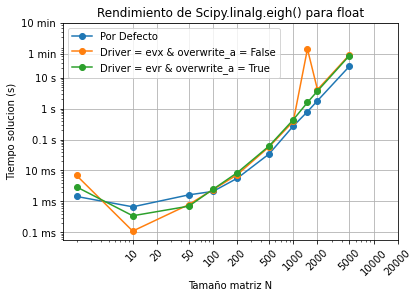 Rendimiento de Scipy.linalg.eigh() para float
Por Defecto
Driver = evx & overwrite_a = False
Driver = evr & overwrite_a = True
Tiempo solucion (s)
10 min
1 min
10 s
1 s
0.1 s
10 ms
1 ms
0.1 ms
10
20
50
100
200
500
1000
2000
5000
10000
20000
Tamaño matriz N